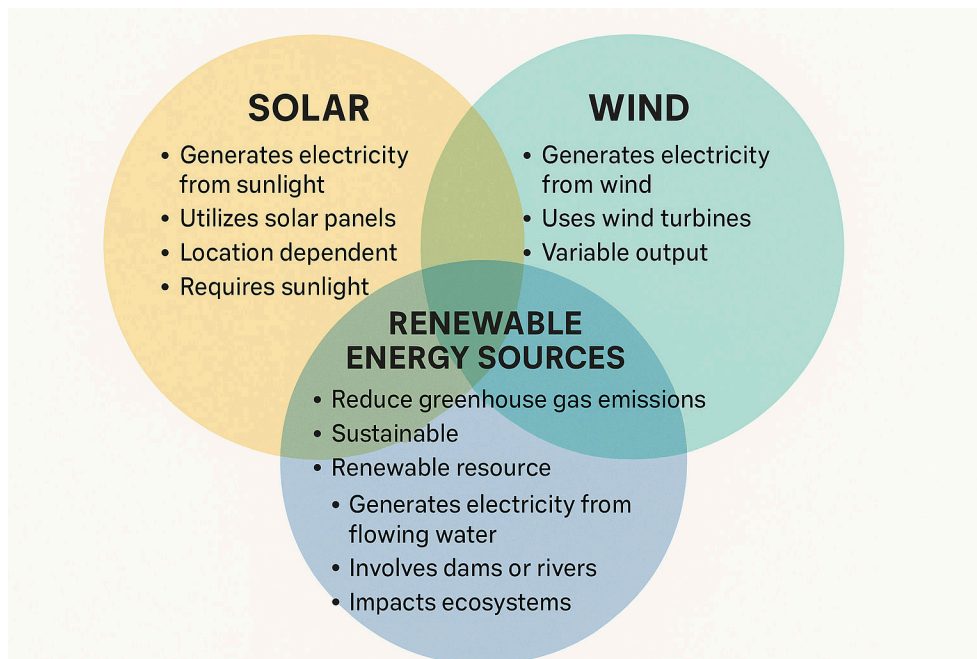 SOLAR
• Generates electricity
from sunlight
• Utilizes solar panels
• Location dependent
• Requires sunlight
WIND
• Generates electricity
from wind
• Uses wind turbines
• Variable output
RENEWABLE
ENERGY SOURCES
• Reduce greenhouse gas emissions
• Sustainable
• Renewable resource
• Generates electricity from
flowing water
• Involves dams or rivers
• Impacts ecosystems